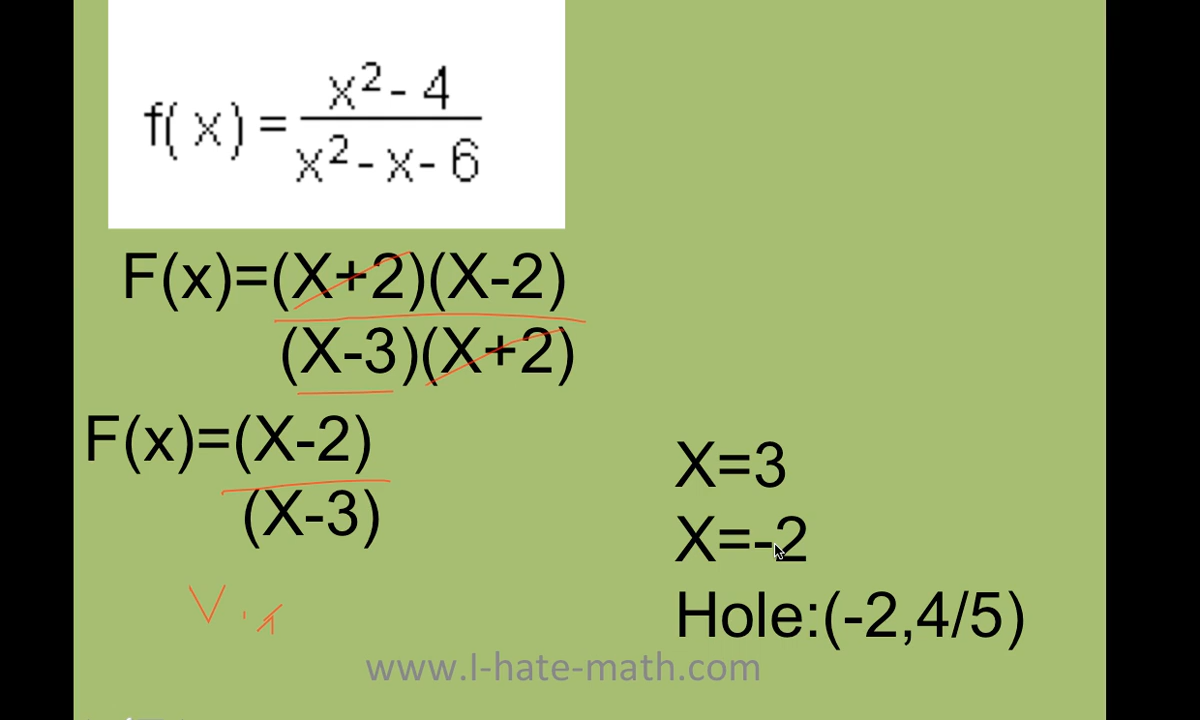 f(x) = x² - 4
x² - x - 6
F(x)=(X+2)(X-2)
(X-3)(X+2)
F(x)=(X-2)
(X-3)
X=3
X=-2
Hole:(-2,4/5)
www.I-hate-math.com